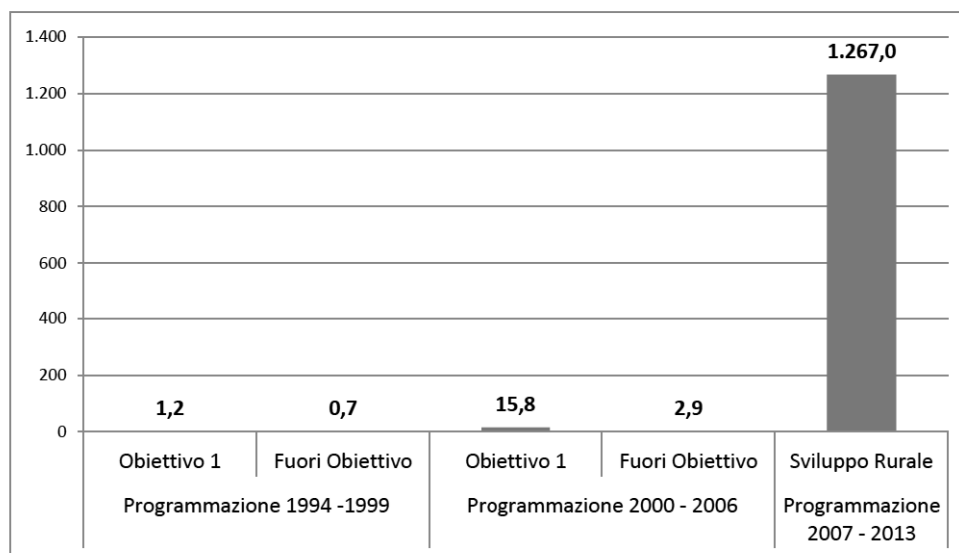 1.400
1.200
1.000
800
600
400
200
0
1,2
0,7
15,8
2,9
1.267,0
Obiettivo 1
Fuori Obiettivo
Obiettivo 1
Fuori Obiettivo
Sviluppo Rurale
Programmazione 1994 -1999
Programmazione 2000 - 2006
Programmazione
2007 - 2013